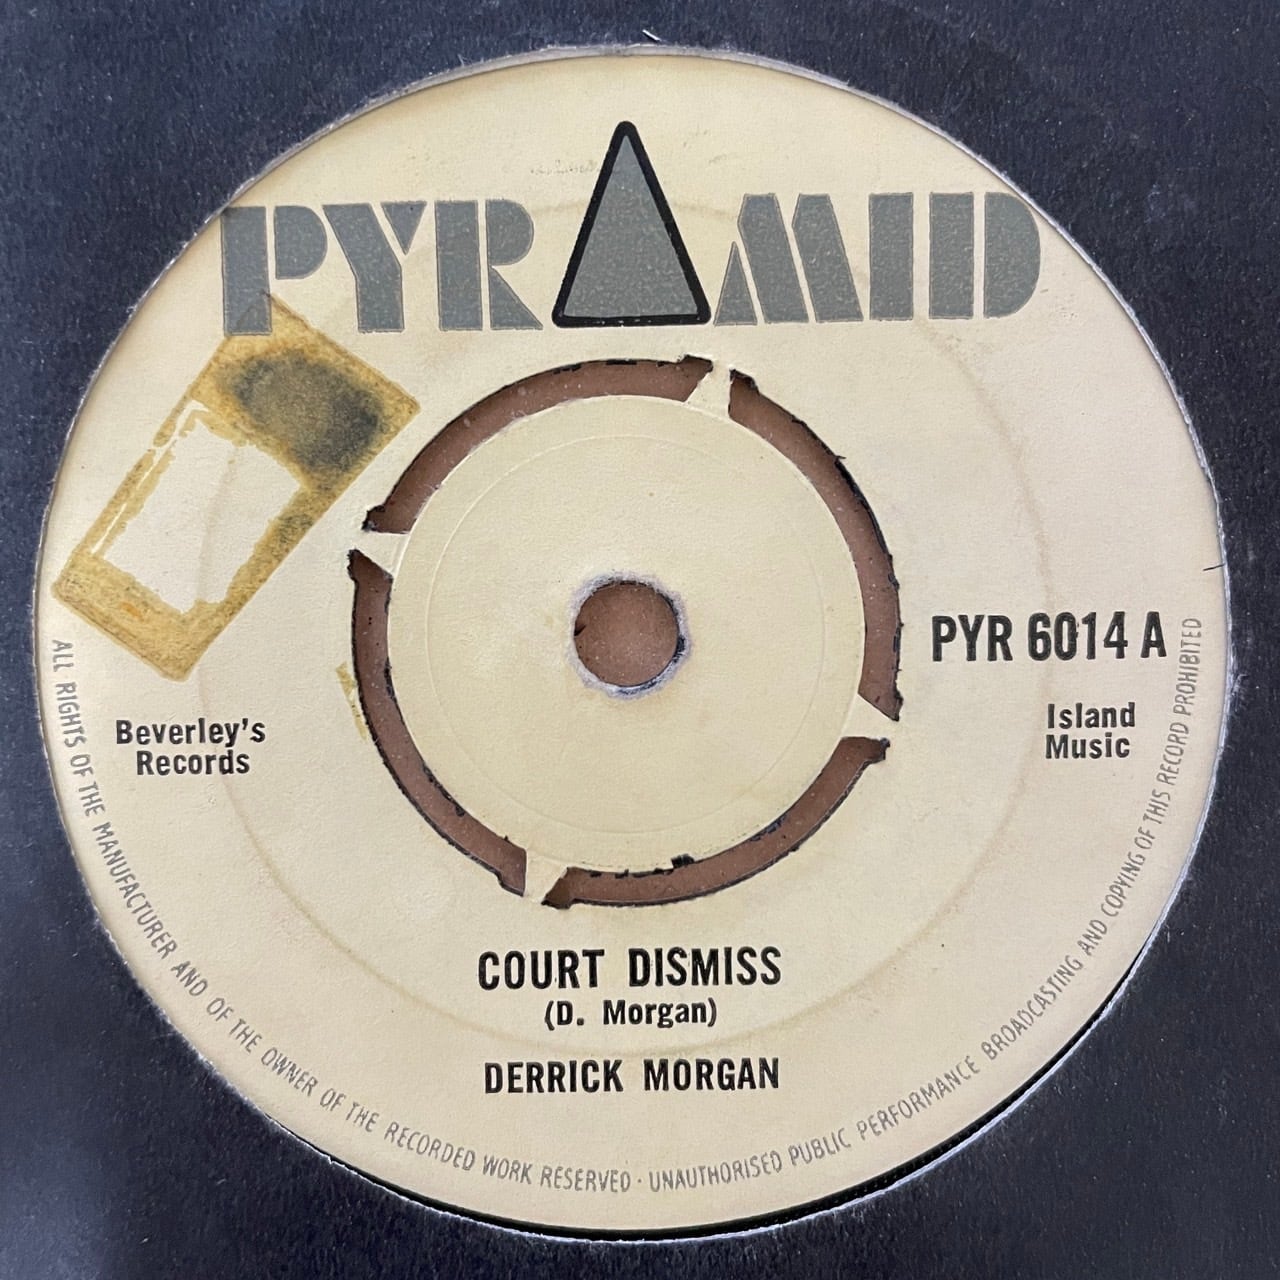 PYRAMID
PYR 6014 A
Beverley's
Records
Island
Music
COURT DISMISS
(D. Morgan)
DERRICK MORGAN
ALL RIGHTS OF THE MANUFACTURER AND OF THE OWNER OF THE RECORDED WORK RESERVED · UNAUTHORISED PUBLIC PERFORMANCE BROADCASTING AND COPYING OF THIS RECORD PROHIBITED